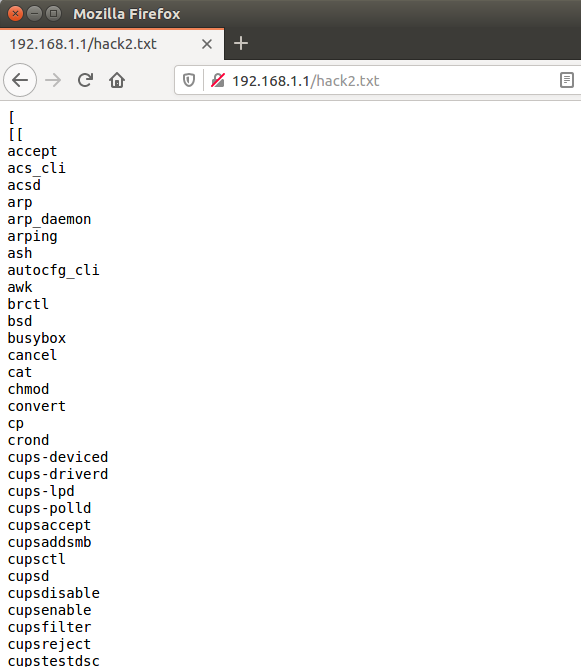 Mozilla Firefox
192.168.1.1/hack2.txt
192.168.1.1/hack2.txt
[
[[
accept
acs_cli
acsd
arp
arp_daemon
arping
ash
autocfg_cli
awk
brctl
bsd
busybox
cancel
cat
chmod
convert
cp
crond
cups-deviced
cups-driverd
cups-lpd
cups-polld
cupsaccept
cupsaddsmb
cupsctl
cupsd
cupsdisable
cupsenable
cupsfilter
cupsreject
cupstestdsc